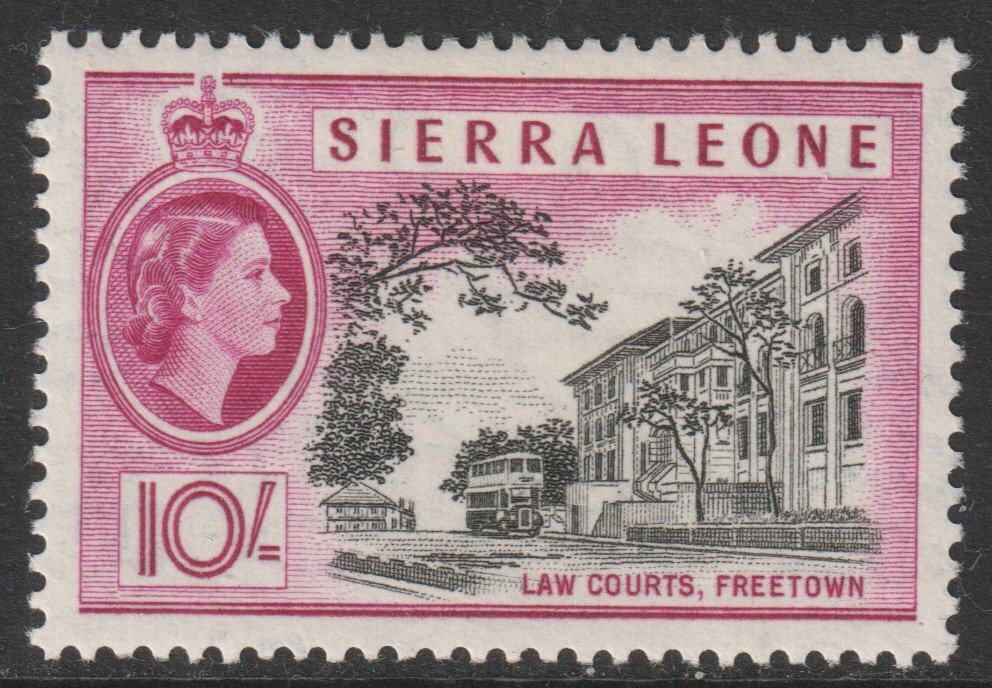 SIERRA LEONE
10/-
LAW COURTS, FREETOWN